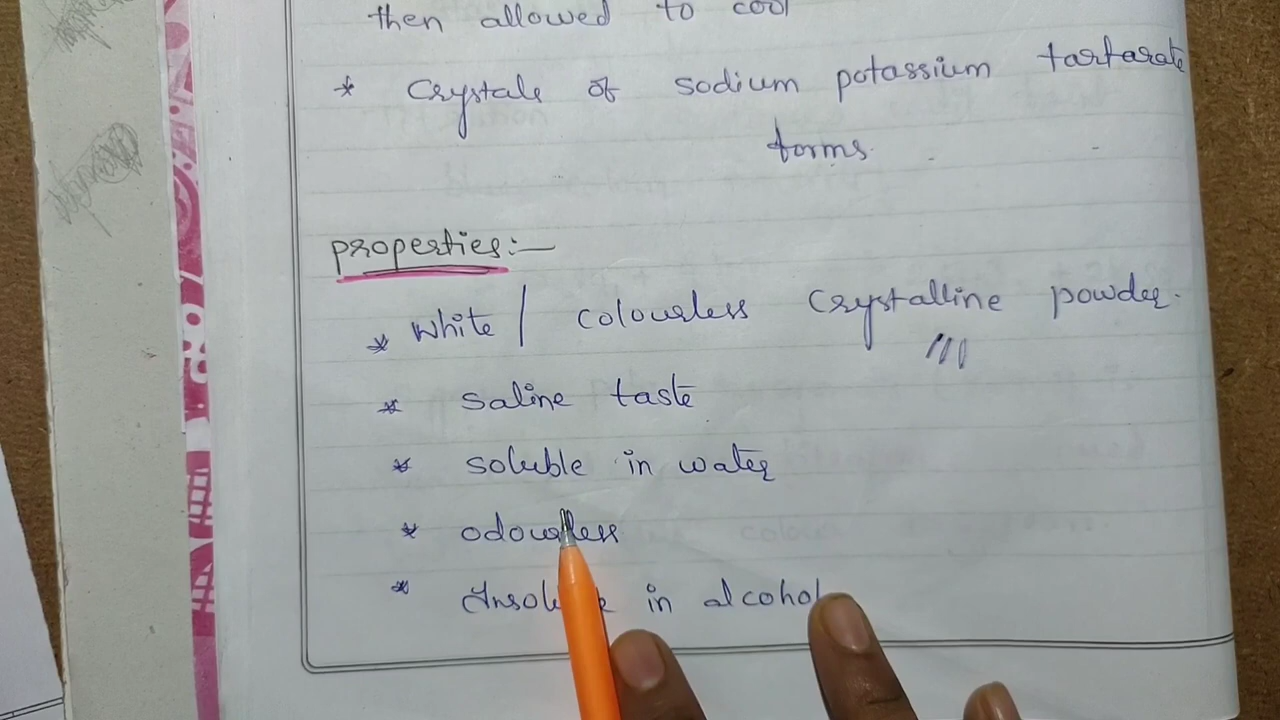 then allowed to cool
* Crystals of sodium potassium tartarate
forms.
properties:-
* White / colourless crystalline powder.
* saline taste
* soluble in water
* odourless
* Insoluble in alcohol